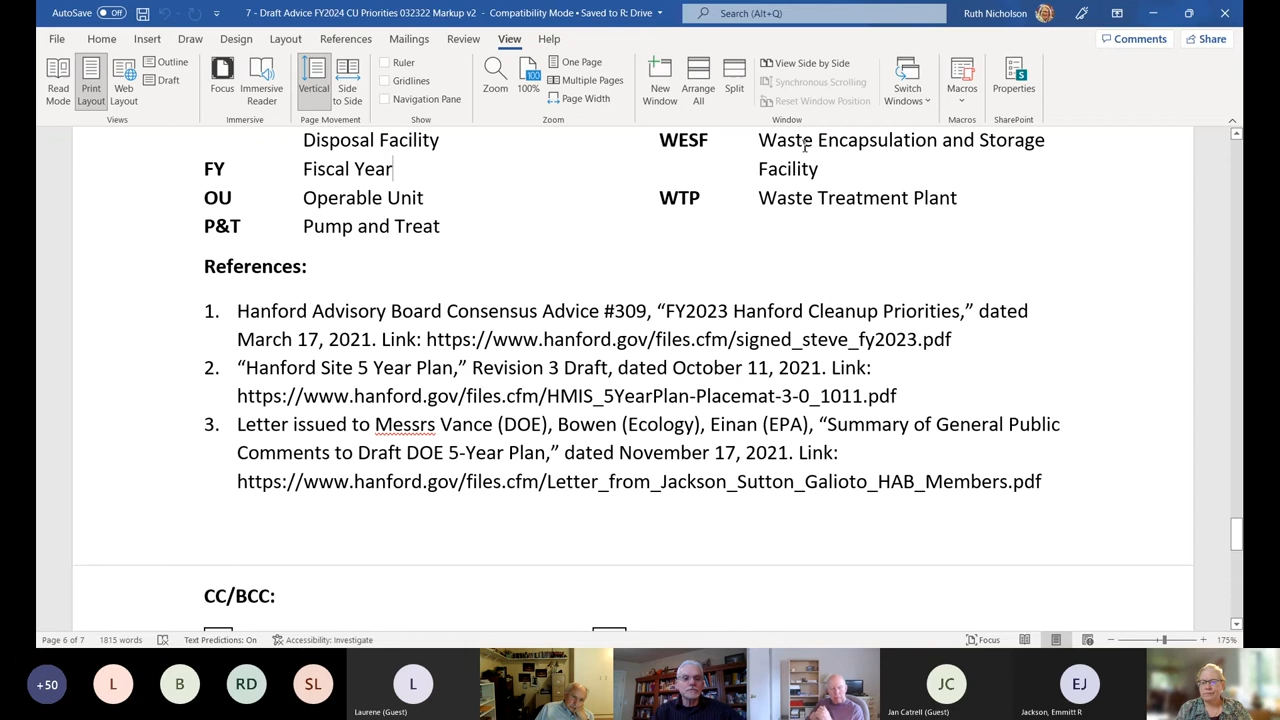 AutoSave Off
7 - Draft Advice FY2024 CU Priorities 032322 Markup v2 - Compatibility Mode • Saved to R: Drive
Search (Alt+Q)
Ruth Nicholson
File Home Insert Draw Design Layout References Mailings Review View Help
Comments Share
Read Mode
Print Layout
Web Layout
Outline
Draft
Views
Focus
Immersive Reader
Immersive
Vertical
Side to Side
Page Movement
Ruler
Gridlines
Navigation Pane
Show
Zoom
100
100%
One Page
Multiple Pages
Page Width
Zoom
New Window
Arrange All
Split
View Side by Side
Synchronous Scrolling
Reset Window Position
Window
Switch Windows
Macros
Macros
Properties
SharePoint
Disposal Facility
FY Fiscal Year
OU Operable Unit
P&T Pump and Treat
WESF Waste Encapsulation and Storage
Facility
WTP Waste Treatment Plant
References:
1. Hanford Advisory Board Consensus Advice #309, “FY2023 Hanford Cleanup Priorities,” dated
March 17, 2021. Link: https://www.hanford.gov/files.cfm/signed_steve_fy2023.pdf
2. “Hanford Site 5 Year Plan,” Revision 3 Draft, dated October 11, 2021. Link:
https://www.hanford.gov/files.cfm/HMIS_5YearPlan-Placemat-3-0_1011.pdf
3. Letter issued to Messrs Vance (DOE), Bowen (Ecology), Einan (EPA), “Summary of General Public
Comments to Draft DOE 5-Year Plan,” dated November 17, 2021. Link:
https://www.hanford.gov/files.cfm/Letter_from_Jackson_Sutton_Galioto_HAB_Members.pdf
CC/BCC:
Page 6 of 7 1815 words Text Predictions: On Accessibility: Investigate Focus 175%
+50 L B RD SL L JC EJ
Laurene (Guest) Jan Catrell (Guest) Jackson, Emmitt R